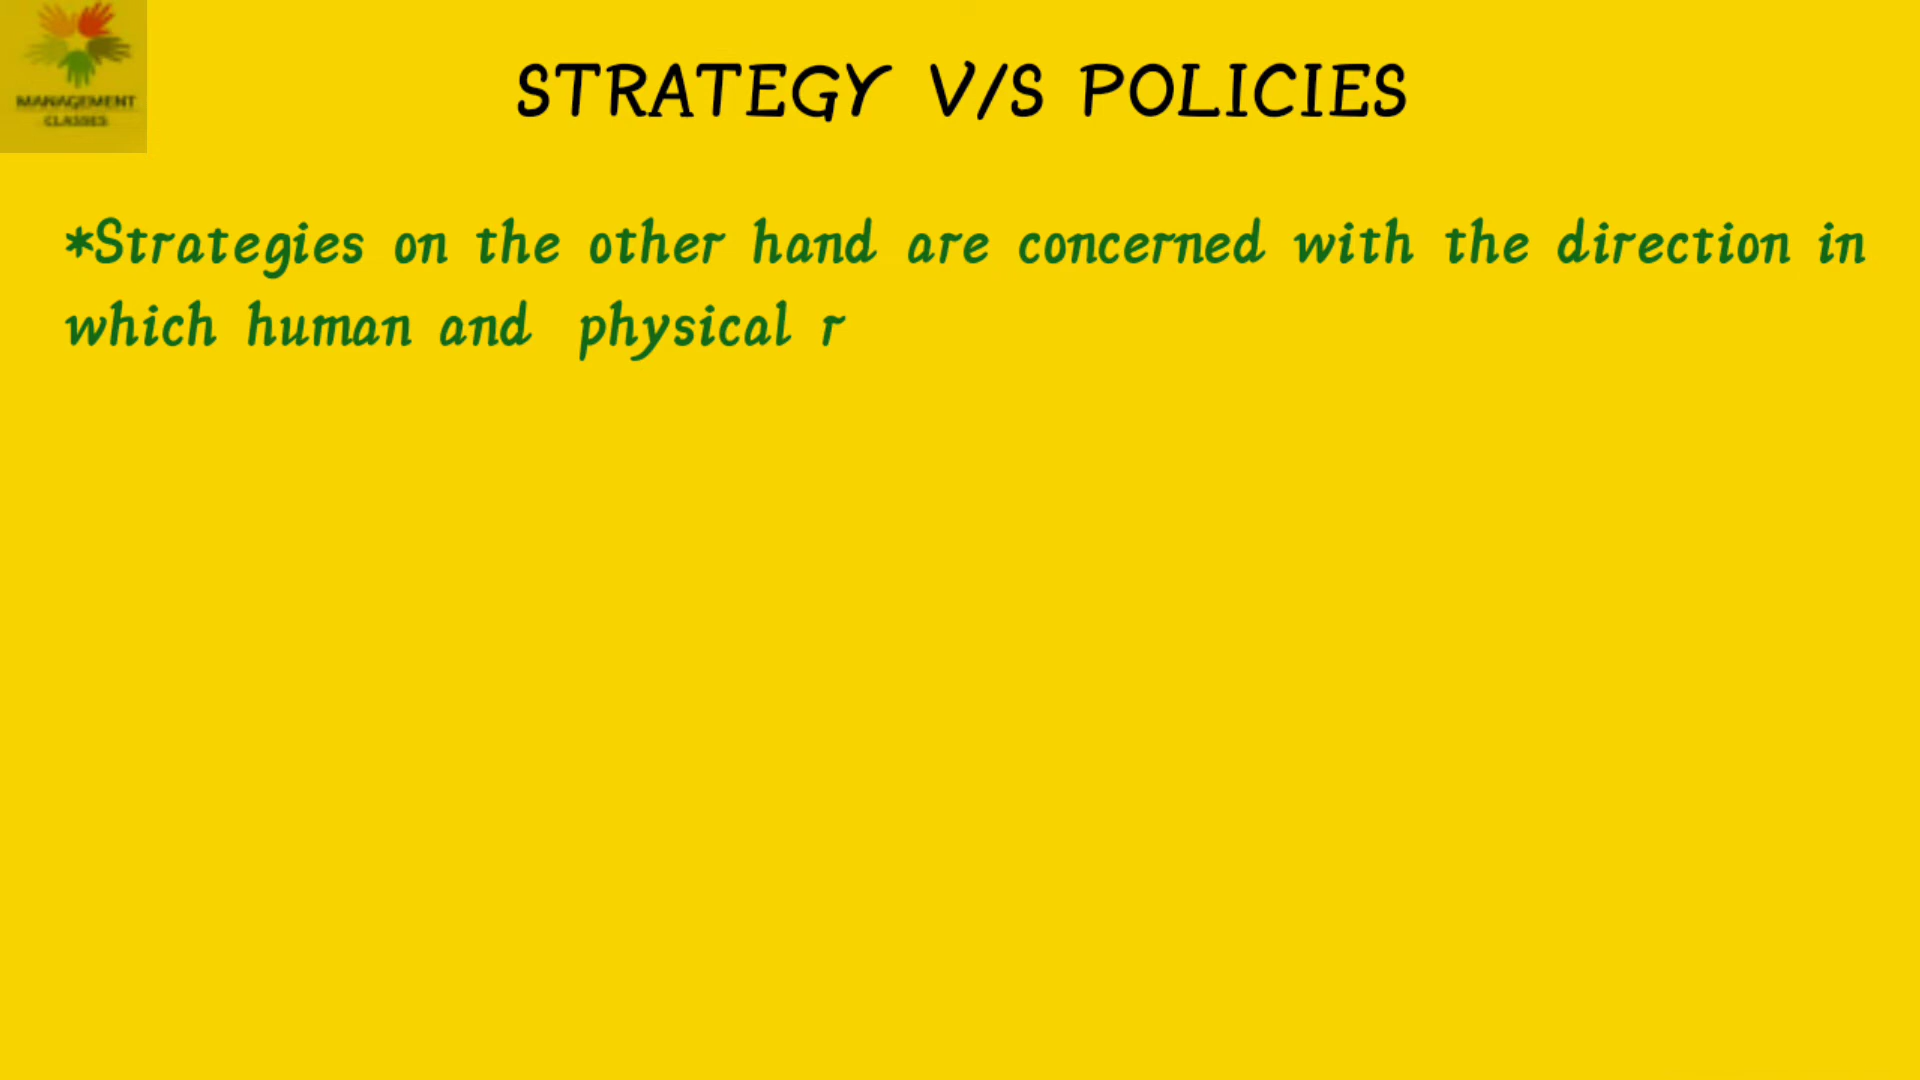 MANAGEMENT
CLASSES
STRATEGY V/S POLICIES
*Strategies on the other hand are concerned with the direction in
which human and physical r